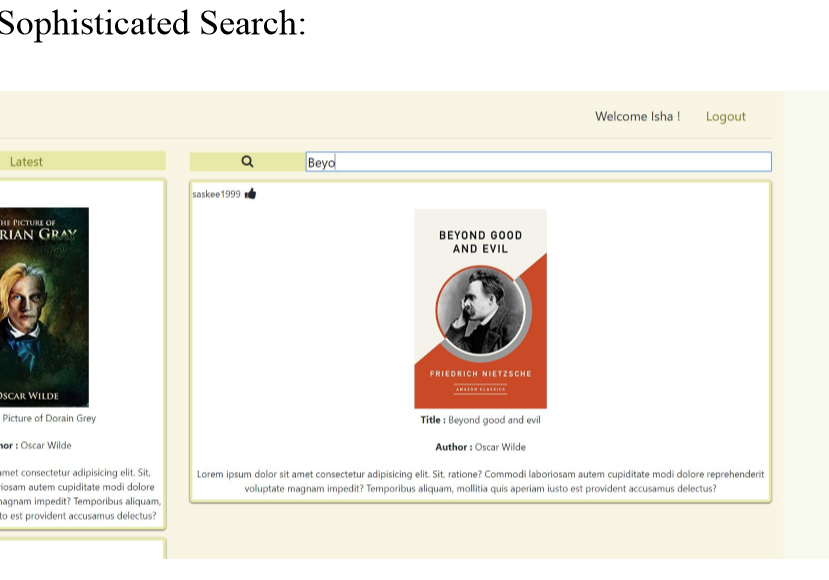 Sophisticated Search:
Welcome Isha ! Logout
Latest
Beyo
HE PICTURE OF
RIAN GRAY
OSCAR WILDE
Picture of Dorain Grey
hor : Oscar Wilde
amet consectetur adipisicing elit. Sit,
iosam autem cupiditate modi dolore
magnam impedit? Temporibus aliquam,
to est provident accusamus delectus?
saskee1999
BEYOND GOOD
AND EVIL
FRIEDRICH NIETZSCHE
AMAZON CLASSICS
Title : Beyond good and evil
Author : Oscar Wilde
Lorem ipsum dolor sit amet consectetur adipisicing elit. Sit, ratione? Commodi laboriosam autem cupiditate modi dolore reprehenderit
voluptate magnam impedit? Temporibus aliquam, mollitia quis aperiam iusto est provident accusamus delectus?